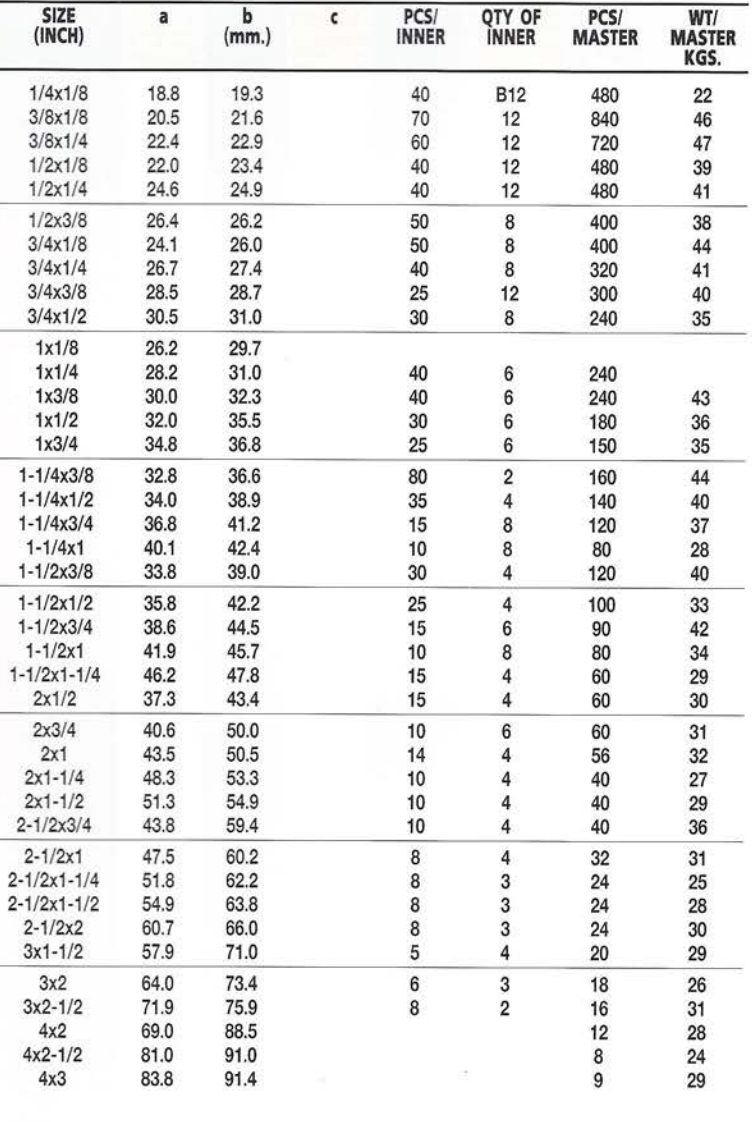 SIZE (INCH) a b (mm.) c PCS/ INNER QTY OF INNER PCS/ MASTER WT/ MASTER KGS.
1/4x1/8 18.8 19.3 40 B12 480 22
3/8x1/8 20.5 21.6 70 12 840 46
3/8x1/4 22.4 22.9 60 12 720 47
1/2x1/8 22.0 23.4 40 12 480 39
1/2x1/4 24.6 24.9 40 12 480 41
1/2x3/8 26.4 26.2 50 8 400 38
3/4x1/8 24.1 26.0 50 8 400 44
3/4x1/4 26.7 27.4 40 8 320 41
3/4x3/8 28.5 28.7 25 12 300 40
3/4x1/2 30.5 31.0 30 8 240 35
1x1/8 26.2 29.7
1x1/4 28.2 31.0 40 6 240
1x3/8 30.0 32.3 40 6 240 43
1x1/2 32.0 35.5 30 6 180 36
1x3/4 34.8 36.8 25 6 150 35
1-1/4x3/8 32.8 36.6 80 2 160 44
1-1/4x1/2 34.0 38.9 35 4 140 40
1-1/4x3/4 36.8 41.2 15 8 120 37
1-1/4x1 40.1 42.4 10 8 80 28
1-1/2x3/8 33.8 39.0 30 4 120 40
1-1/2x1/2 35.8 42.2 25 4 100 33
1-1/2x3/4 38.6 44.5 15 6 90 42
1-1/2x1 41.9 45.7 10 8 80 34
1-1/2x1-1/4 46.2 47.8 15 4 60 29
2x1/2 37.3 43.4 15 4 60 30
2x3/4 40.6 50.0 10 6 60 31
2x1 43.5 50.5 14 4 56 32
2x1-1/4 48.3 53.3 10 4 40 27
2x1-1/2 51.3 54.9 10 4 40 29
2-1/2x3/4 43.8 59.4 10 4 40 36
2-1/2x1 47.5 60.2 8 4 32 31
2-1/2x1-1/4 51.8 62.2 8 3 24 25
2-1/2x1-1/2 54.9 63.8 8 3 24 28
2-1/2x2 60.7 66.0 8 3 24 30
3x1-1/2 57.9 71.0 5 4 20 29
3x2 64.0 73.4 6 3 18 26
3x2-1/2 71.9 75.9 8 2 16 31
4x2 69.0 88.5 12 28
4x2-1/2 81.0 91.0 8 24
4x3 83.8 91.4 9 29